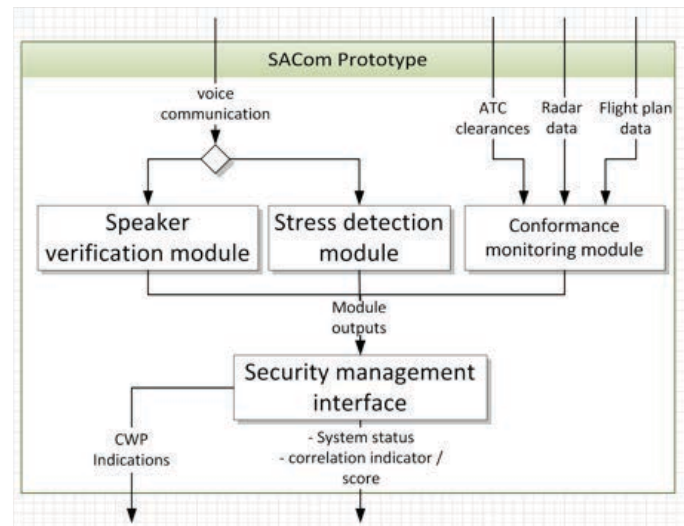 SACom Prototype
voice
communication
ATC
clearances
Radar
data
Flight plan
data
Speaker
verification module
Stress detection
module
Conformance
monitoring module
Module
outputs
Security management
interface
CWP
Indications
- System status
- correlation indicator /
score